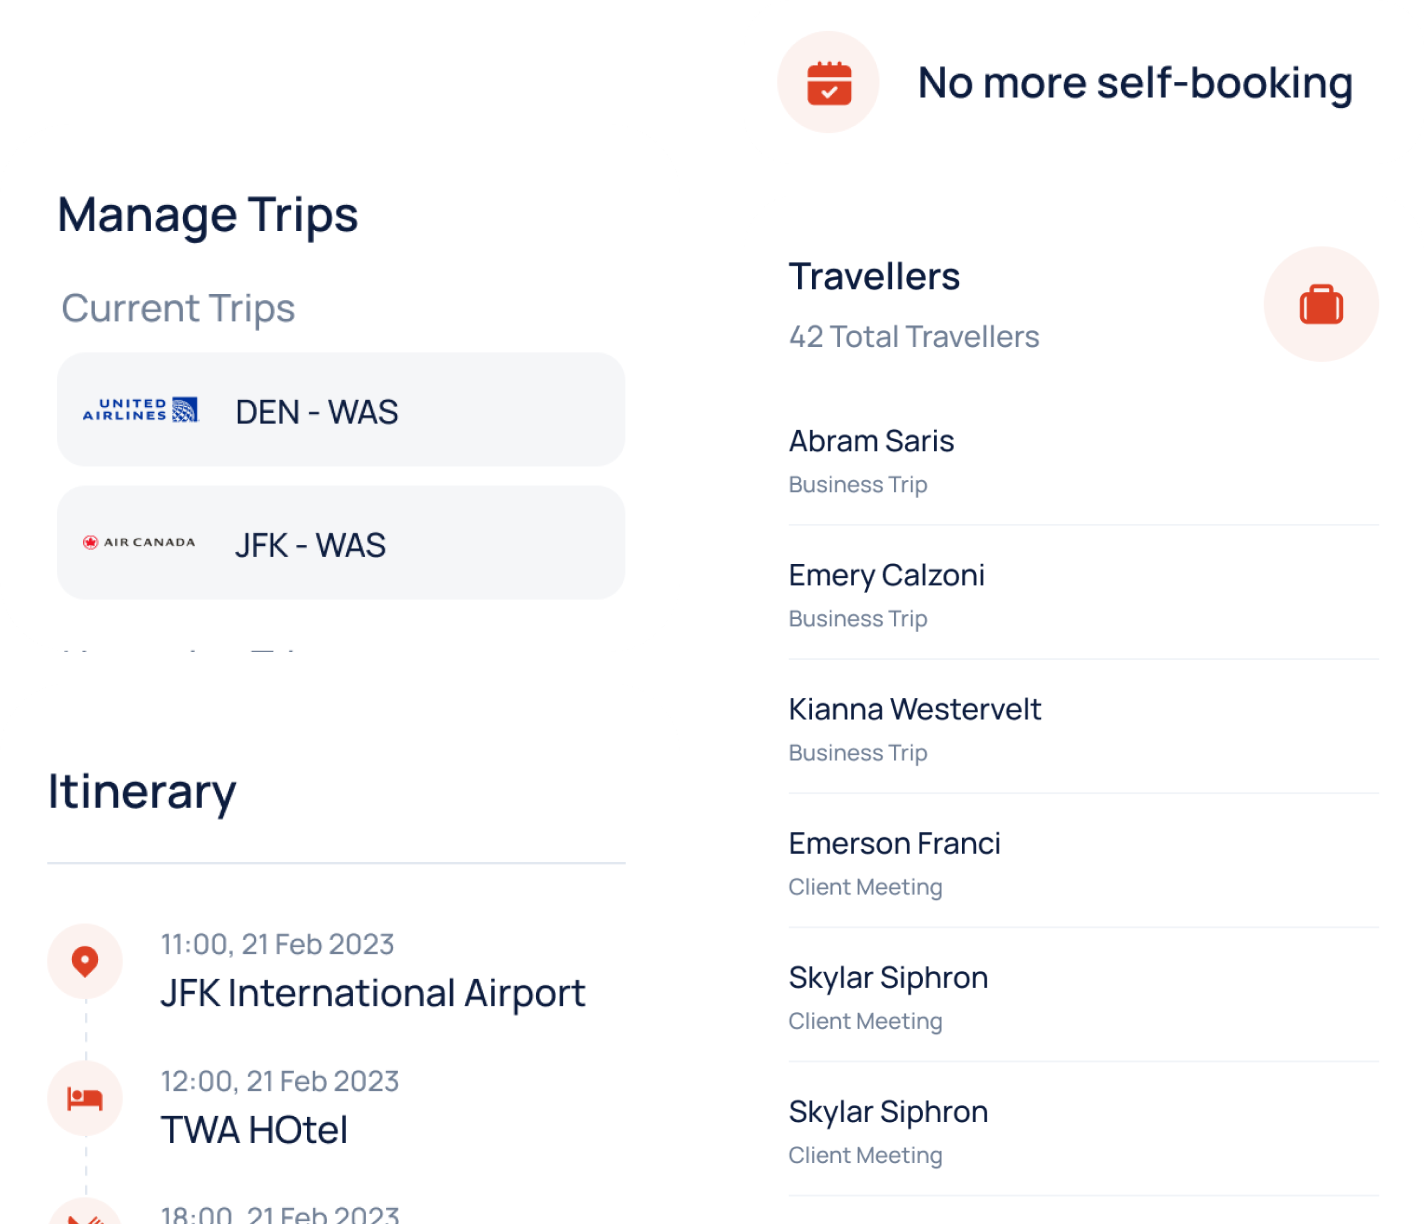 No more self-booking
Manage Trips
Current Trips
UNITED
AIRLINES
DEN - WAS
AIR CANADA
JFK - WAS
Itinerary
11:00, 21 Feb 2023
JFK International Airport
12:00, 21 Feb 2023
TWA HOtel
18:00, 21 Feb 2023
Travellers
42 Total Travellers
Abram Saris
Business Trip
Emery Calzoni
Business Trip
Kianna Westervelt
Business Trip
Emerson Franci
Client Meeting
Skylar Siphron
Client Meeting
Skylar Siphron
Client Meeting